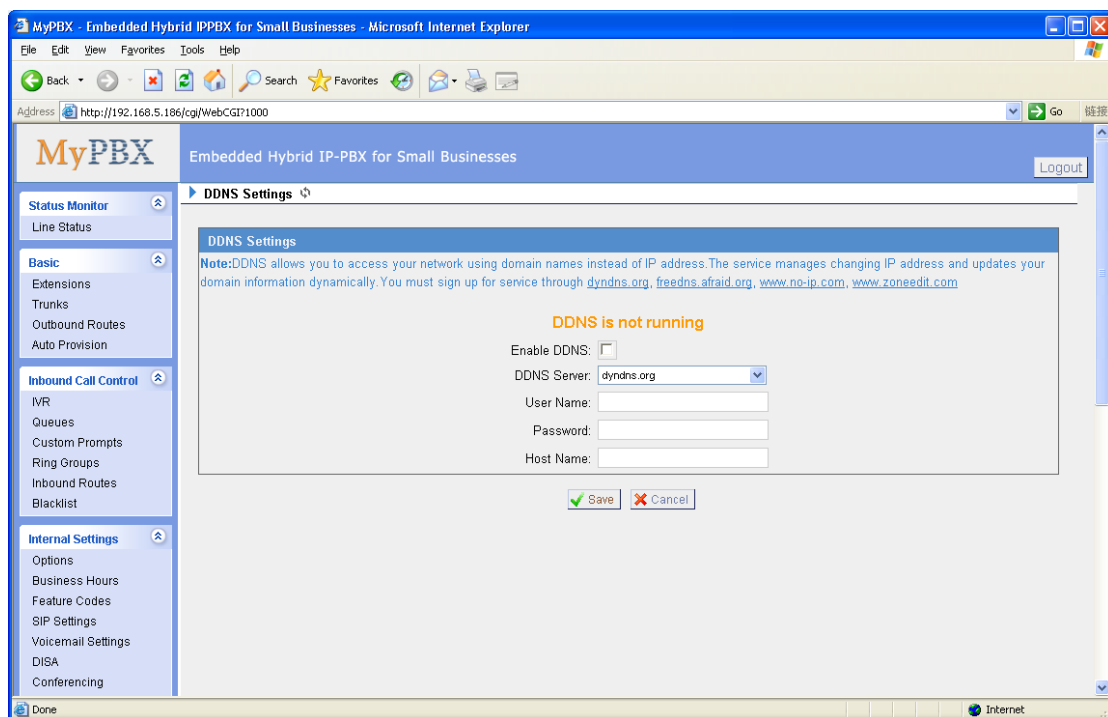 MyPBX - Embedded Hybrid IPPBX for Small Businesses - Microsoft Internet Explorer
File Edit View Favorites Tools Help
Back Search Favorites
Address http://192.168.5.186/cgi/WebCGI?1000 Go 链接
MyPBX
Embedded Hybrid IP-PBX for Small Businesses
Logout
Status Monitor
Line Status
Basic
Extensions
Trunks
Outbound Routes
Auto Provision
Inbound Call Control
IVR
Queues
Custom Prompts
Ring Groups
Inbound Routes
Blacklist
Internal Settings
Options
Business Hours
Feature Codes
SIP Settings
Voicemail Settings
DISA
Conferencing
DDNS Settings
DDNS Settings
Note:DDNS allows you to access your network using domain names instead of IP address.The service manages changing IP address and updates your
domain information dynamically.You must sign up for service through dyndns.org, freedns.afraid.org, www.no-ip.com, www.zoneedit.com
DDNS is not running
Enable DDNS:
DDNS Server: dyndns.org
User Name:
Password:
Host Name:
Save Cancel
Done Internet